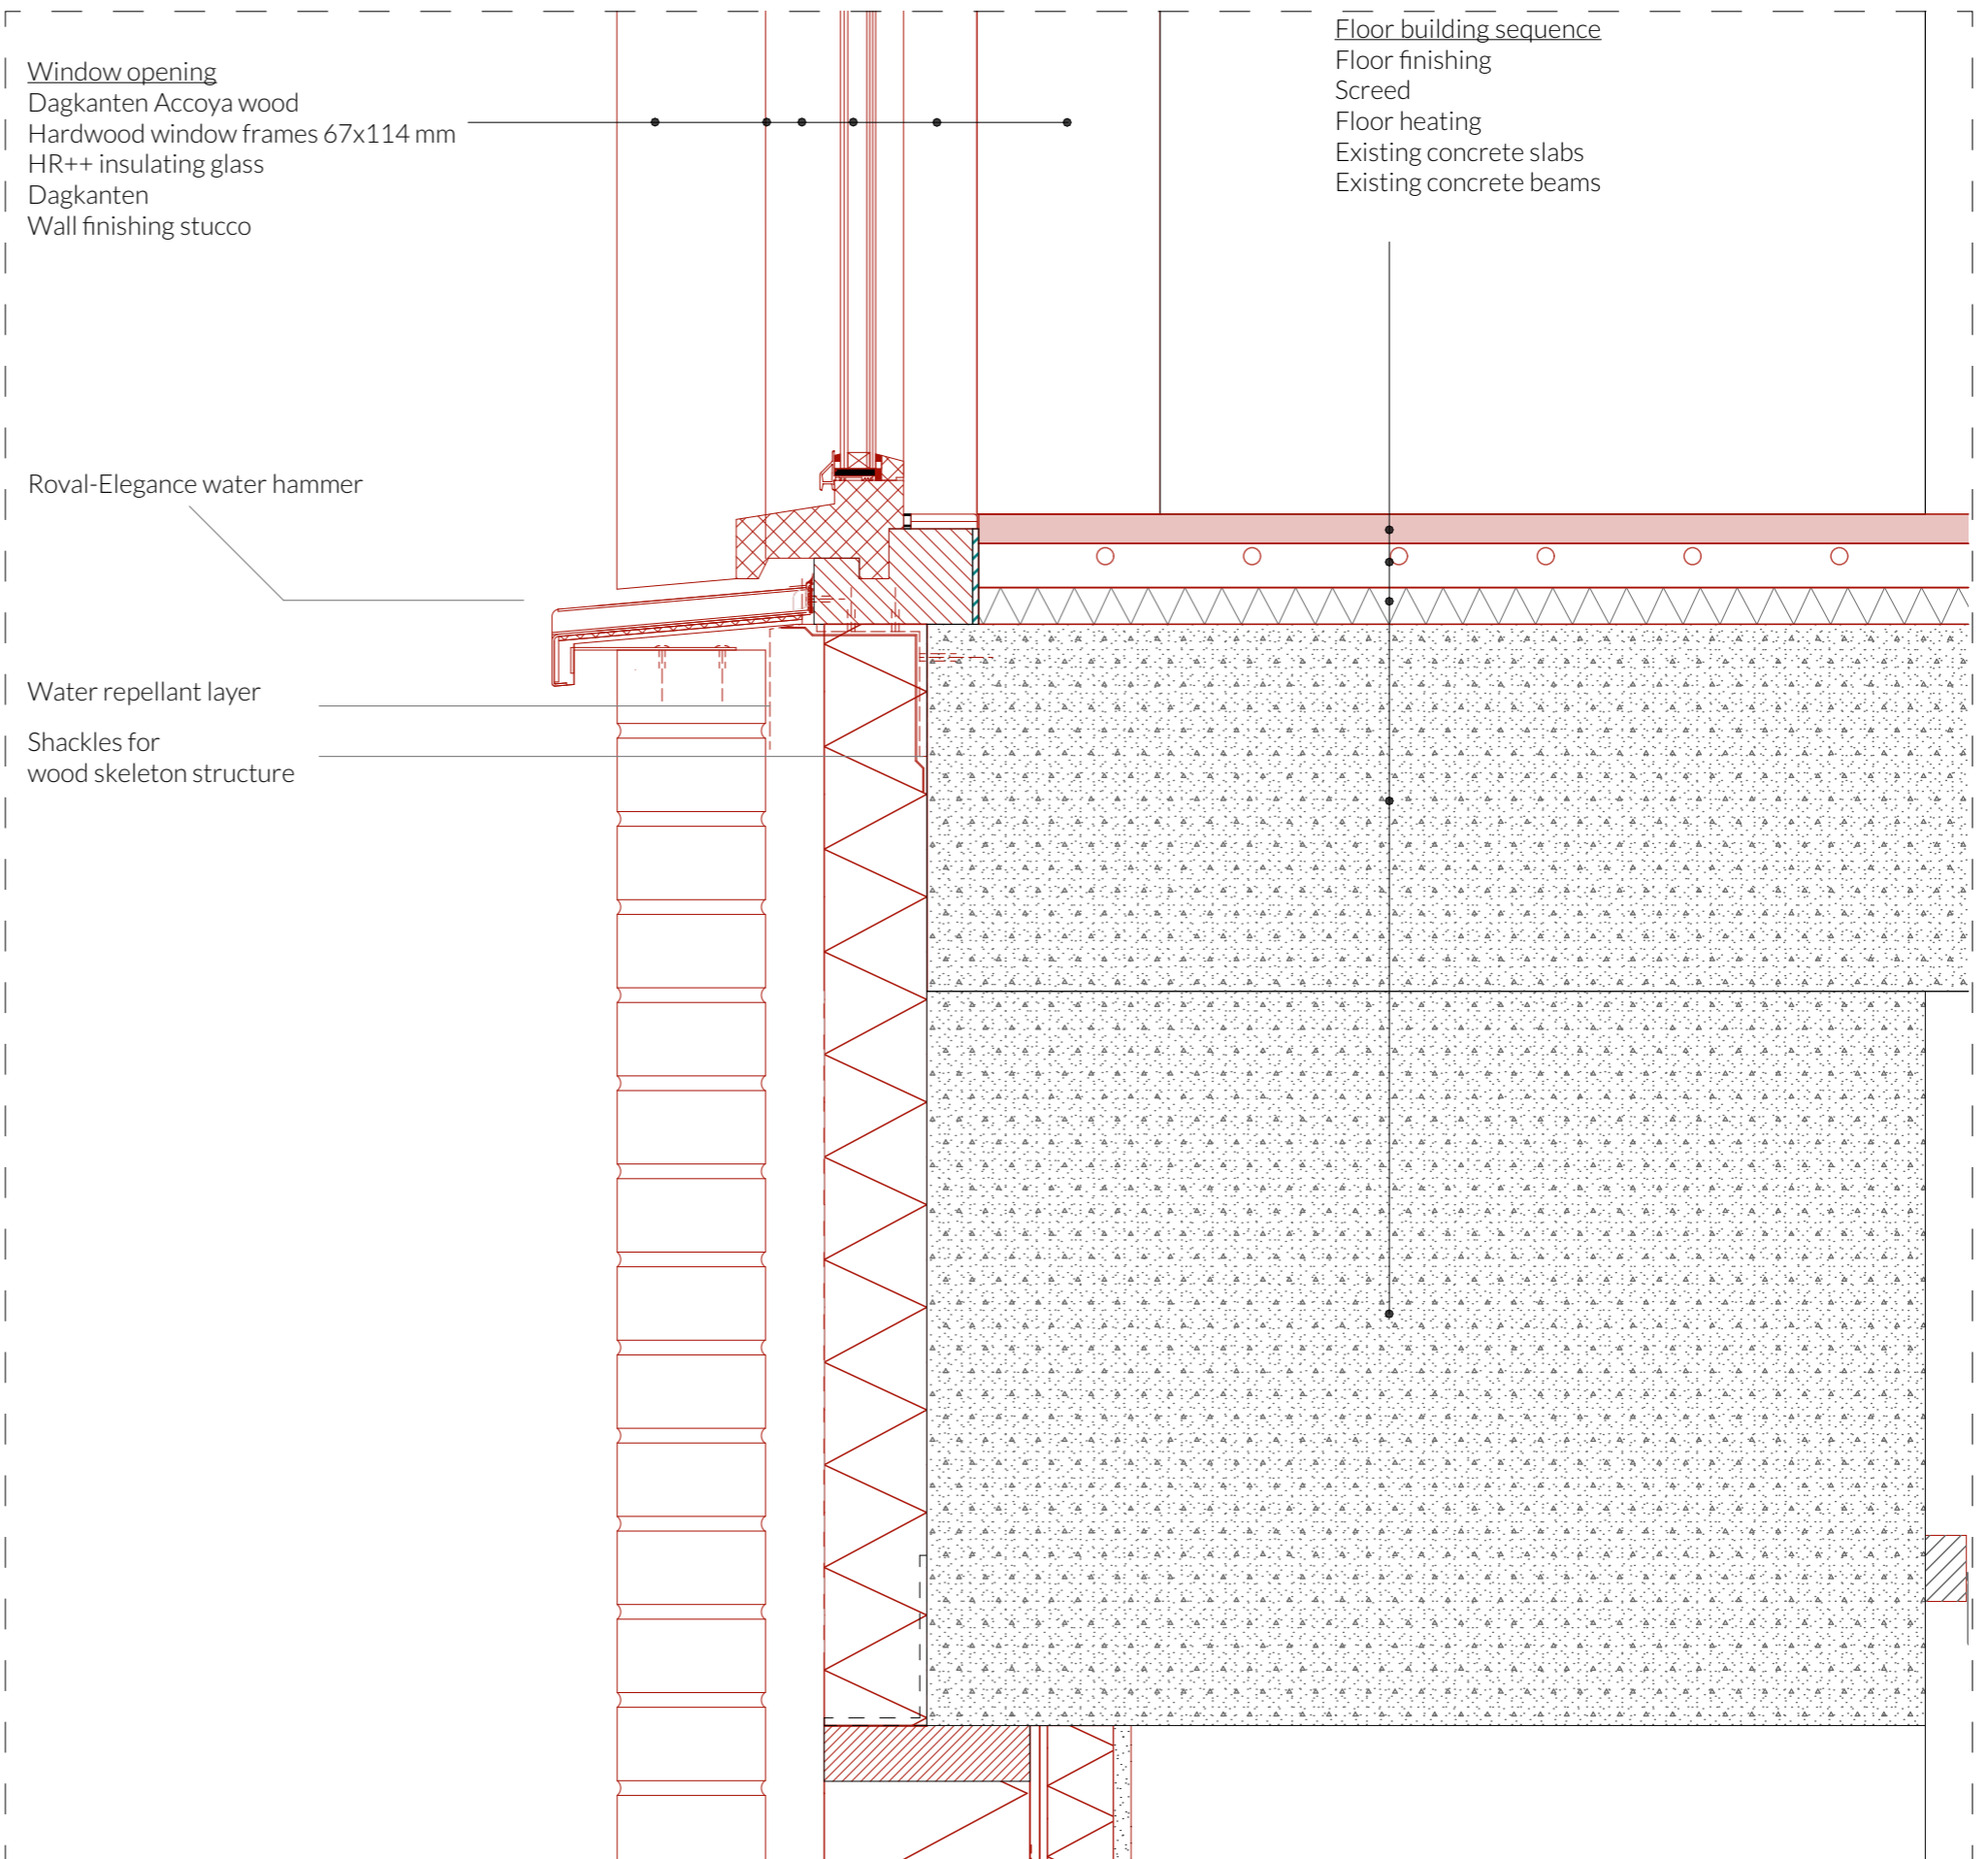 Window opening
Dagkanten Accoya wood
Hardwood window frames 67x114 mm
HR++ insulating glass
Dagkanten
Wall finishing stucco
Floor building sequence
Floor finishing
Screed
Floor heating
Existing concrete slabs
Existing concrete beams
Roval-Elegance water hammer
Water repellant layer
Shackles for
wood skeleton structure